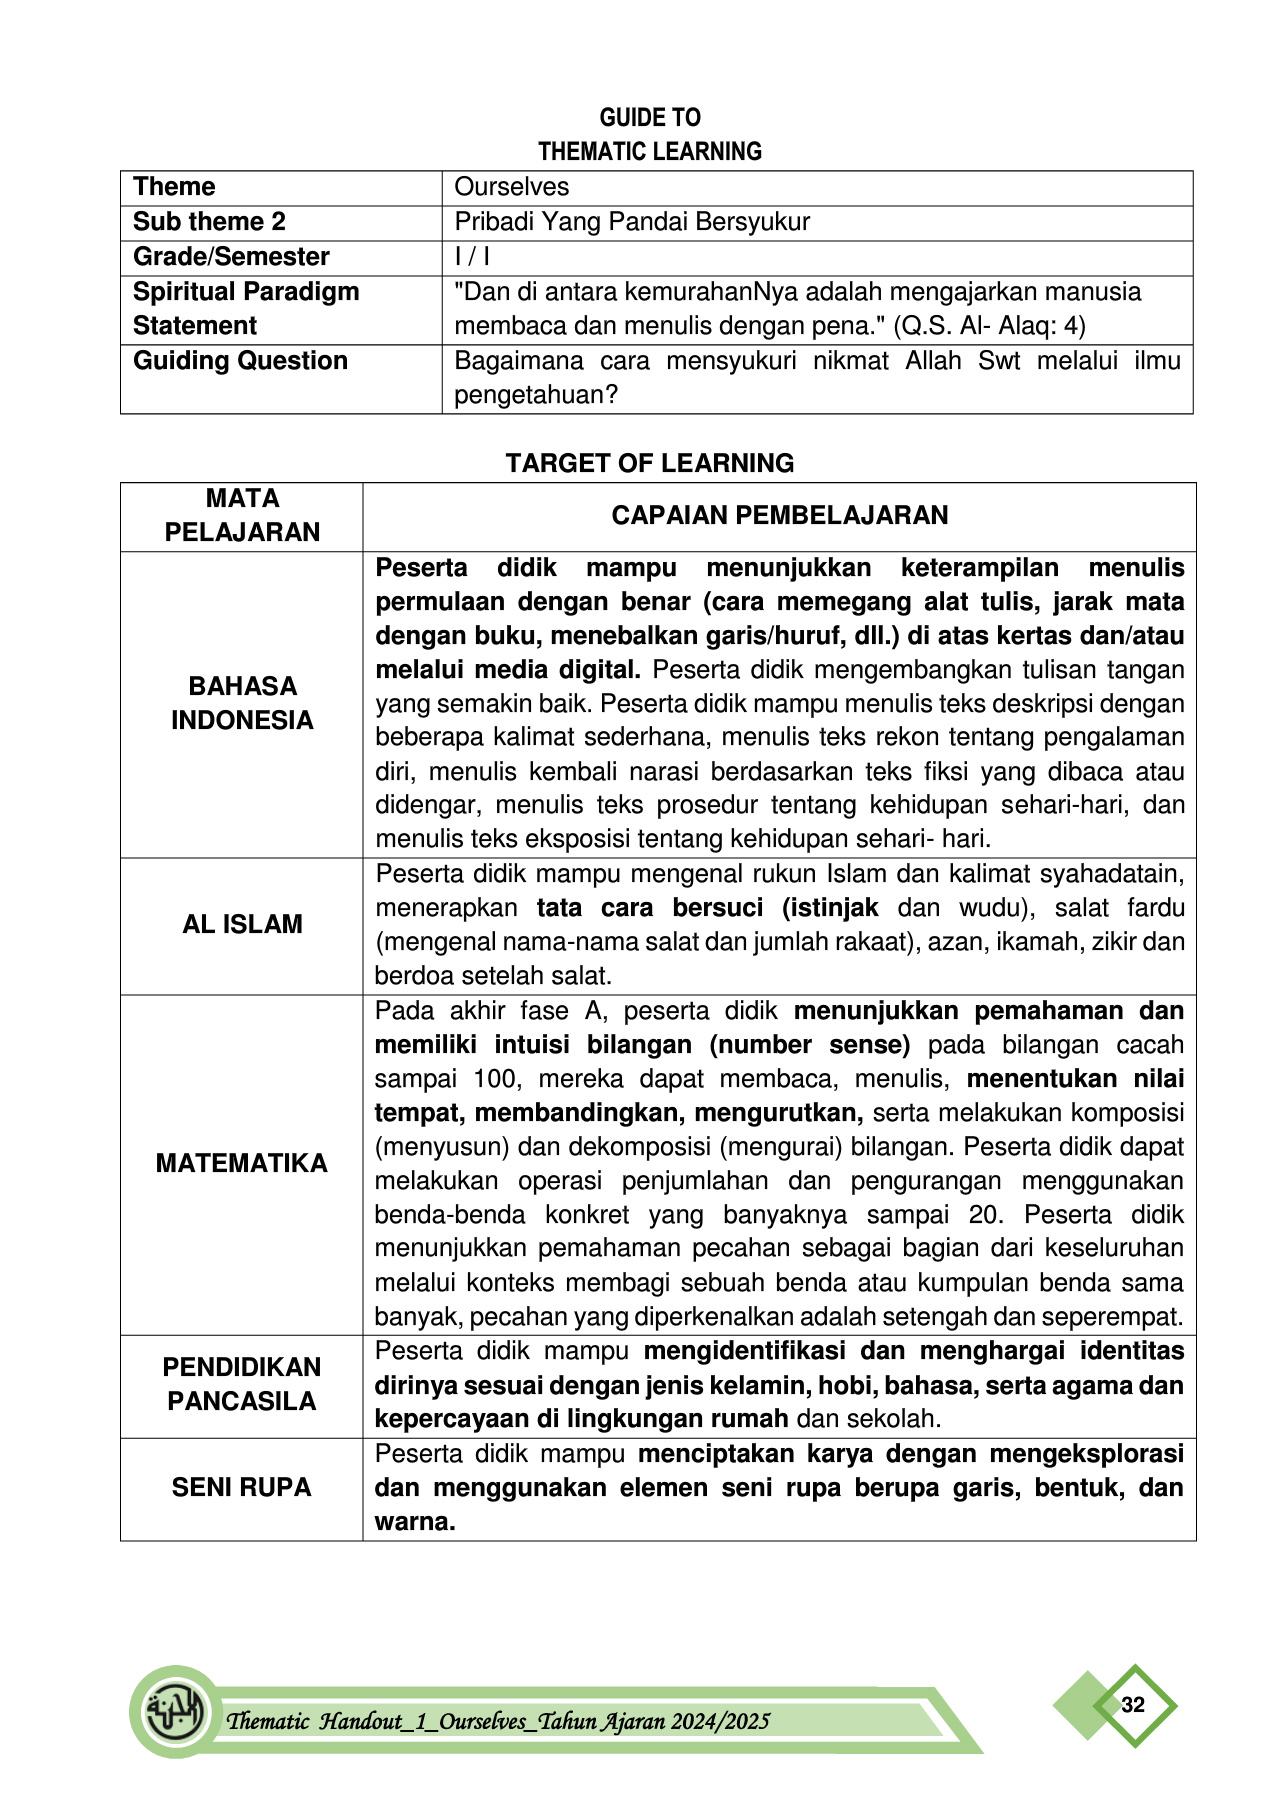 GUIDE TO
THEMATIC LEARNING
Theme Ourselves
Sub theme 2 Pribadi Yang Pandai Bersyukur
Grade/Semester I / I
Spiritual Paradigm "Dan di antara kemurahanNya adalah mengajarkan manusia
Statement membaca dan menulis dengan pena." (Q.S. Al- Alaq: 4)
Guiding Question Bagaimana cara mensyukuri nikmat Allah Swt melalui ilmu
pengetahuan?
TARGET OF LEARNING
MATA
PELAJARAN
CAPAIAN PEMBELAJARAN
BAHASA
INDONESIA
Peserta didik mampu menunjukkan keterampilan menulis
permulaan dengan benar (cara memegang alat tulis, jarak mata
dengan buku, menebalkan garis/huruf, dll.) di atas kertas dan/atau
melalui media digital. Peserta didik mengembangkan tulisan tangan
yang semakin baik. Peserta didik mampu menulis teks deskripsi dengan
beberapa kalimat sederhana, menulis teks rekon tentang pengalaman
diri, menulis kembali narasi berdasarkan teks fiksi yang dibaca atau
didengar, menulis teks prosedur tentang kehidupan sehari-hari, dan
menulis teks eksposisi tentang kehidupan sehari- hari.
AL ISLAM
Peserta didik mampu mengenal rukun Islam dan kalimat syahadatain,
menerapkan tata cara bersuci (istinjak dan wudu), salat fardu
(mengenal nama-nama salat dan jumlah rakaat), azan, ikamah, zikir dan
berdoa setelah salat.
MATEMATIKA
Pada akhir fase A, peserta didik menunjukkan pemahaman dan
memiliki intuisi bilangan (number sense) pada bilangan cacah
sampai 100, mereka dapat membaca, menulis, menentukan nilai
tempat, membandingkan, mengurutkan, serta melakukan komposisi
(menyusun) dan dekomposisi (mengurai) bilangan. Peserta didik dapat
melakukan operasi penjumlahan dan pengurangan menggunakan
benda-benda konkret yang banyaknya sampai 20. Peserta didik
menunjukkan pemahaman pecahan sebagai bagian dari keseluruhan
melalui konteks membagi sebuah benda atau kumpulan benda sama
banyak, pecahan yang diperkenalkan adalah setengah dan seperempat.
PENDIDIKAN
PANCASILA
Peserta didik mampu mengidentifikasi dan menghargai identitas
dirinya sesuai dengan jenis kelamin, hobi, bahasa, serta agama dan
kepercayaan di lingkungan rumah dan sekolah.
SENI RUPA
Peserta didik mampu menciptakan karya dengan mengeksplorasi
dan menggunakan elemen seni rupa berupa garis, bentuk, dan
warna.
Thematic Handout_1_Ourselves_Tahun Ajaran 2024/2025
32